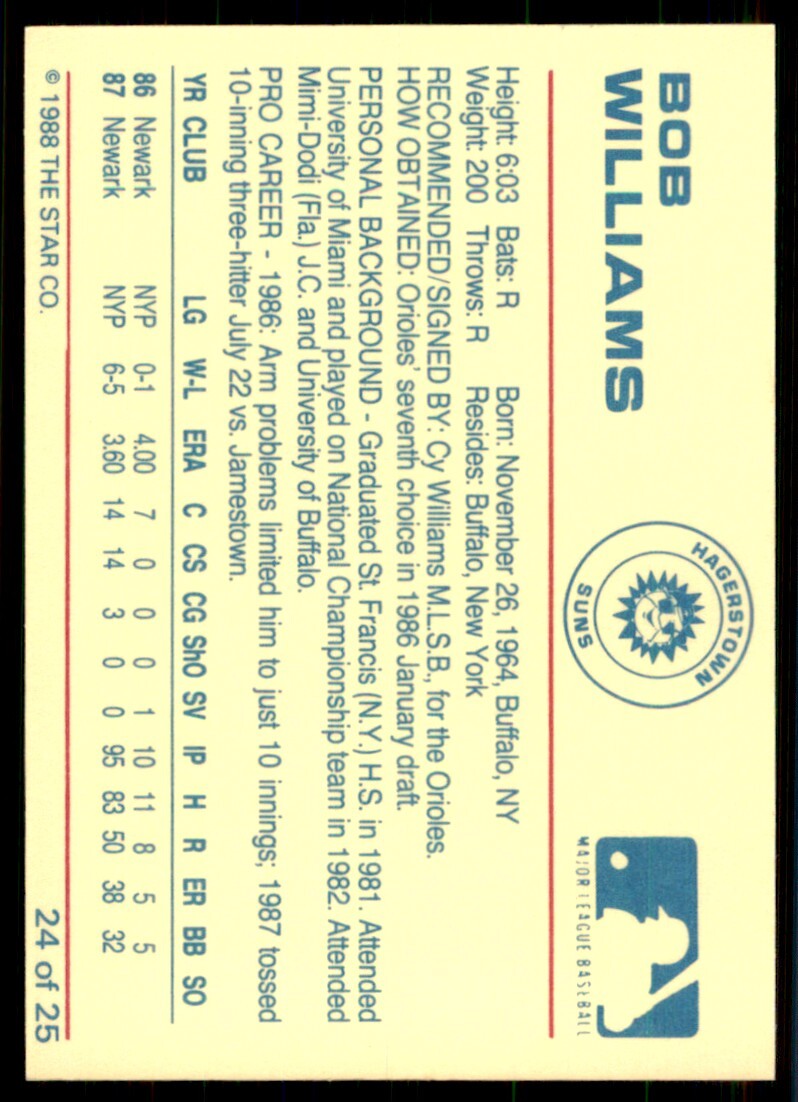 BOB
WILLIAMS
HAGERSTOWN
SUNS
MAJOR LEAGUE BASEBALL
Height: 6:03 Bats: R Born: November 26, 1964, Buffalo, NY
Weight: 200 Throws: R Resides: Buffalo, New York
RECOMMENDED/SIGNED BY: Cy Williams M.L.S.B., for the Orioles.
HOW OBTAINED: Orioles' seventh choice in 1986 January draft.
PERSONAL BACKGROUND - Graduated St. Francis (N.Y.) H.S. in 1981. Attended
University of Miami and played on National Championship team in 1982. Attended
Mimi-Dodi (Fla.) J.C. and University of Buffalo.
PRO CAREER - 1986: Arm problems limited him to just 10 innings; 1987 tossed
10-inning three-hitter July 22 vs. Jamestown.
YR CLUB LG W-L ERA C CS CG ShO SV IP H R ER BB SO
86 Newark NYP 0-1 4.00 7 0 0 0 1 10 11 8 5 5
87 Newark NYP 6-5 3.60 14 14 3 0 0 95 83 50 38 32
© 1988 THE STAR CO.
24 of 25